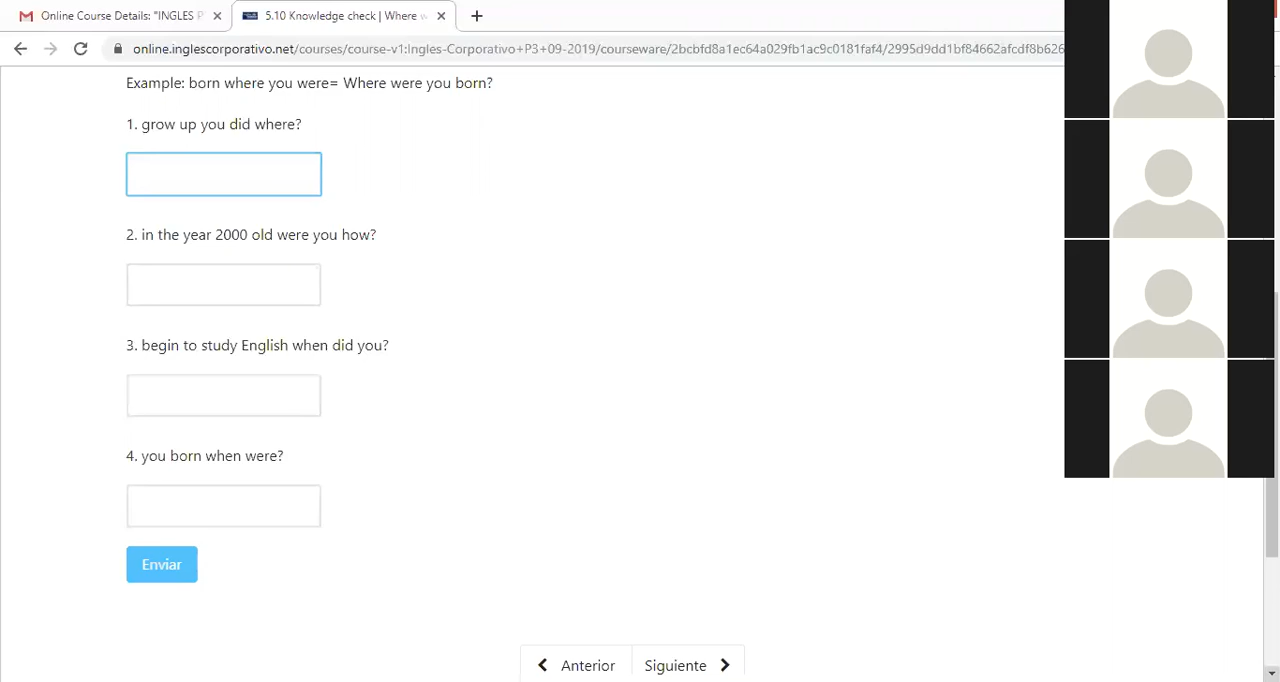 Online Course Details: "INGLES P
5.10 Knowledge check | Where w
online.inglescorporativo.net/courses/course-v1:Ingles-Corporativo+P3+09-2019/courseware/2bcbfd8a1ec64a029fb1ac9c0181faf4/2995d9dd1bf84662afcdf8b626
Example: born where you were= Where were you born?
1. grow up you did where?
2. in the year 2000 old were you how?
3. begin to study English when did you?
4. you born when were?
Enviar
Anterior
Siguiente